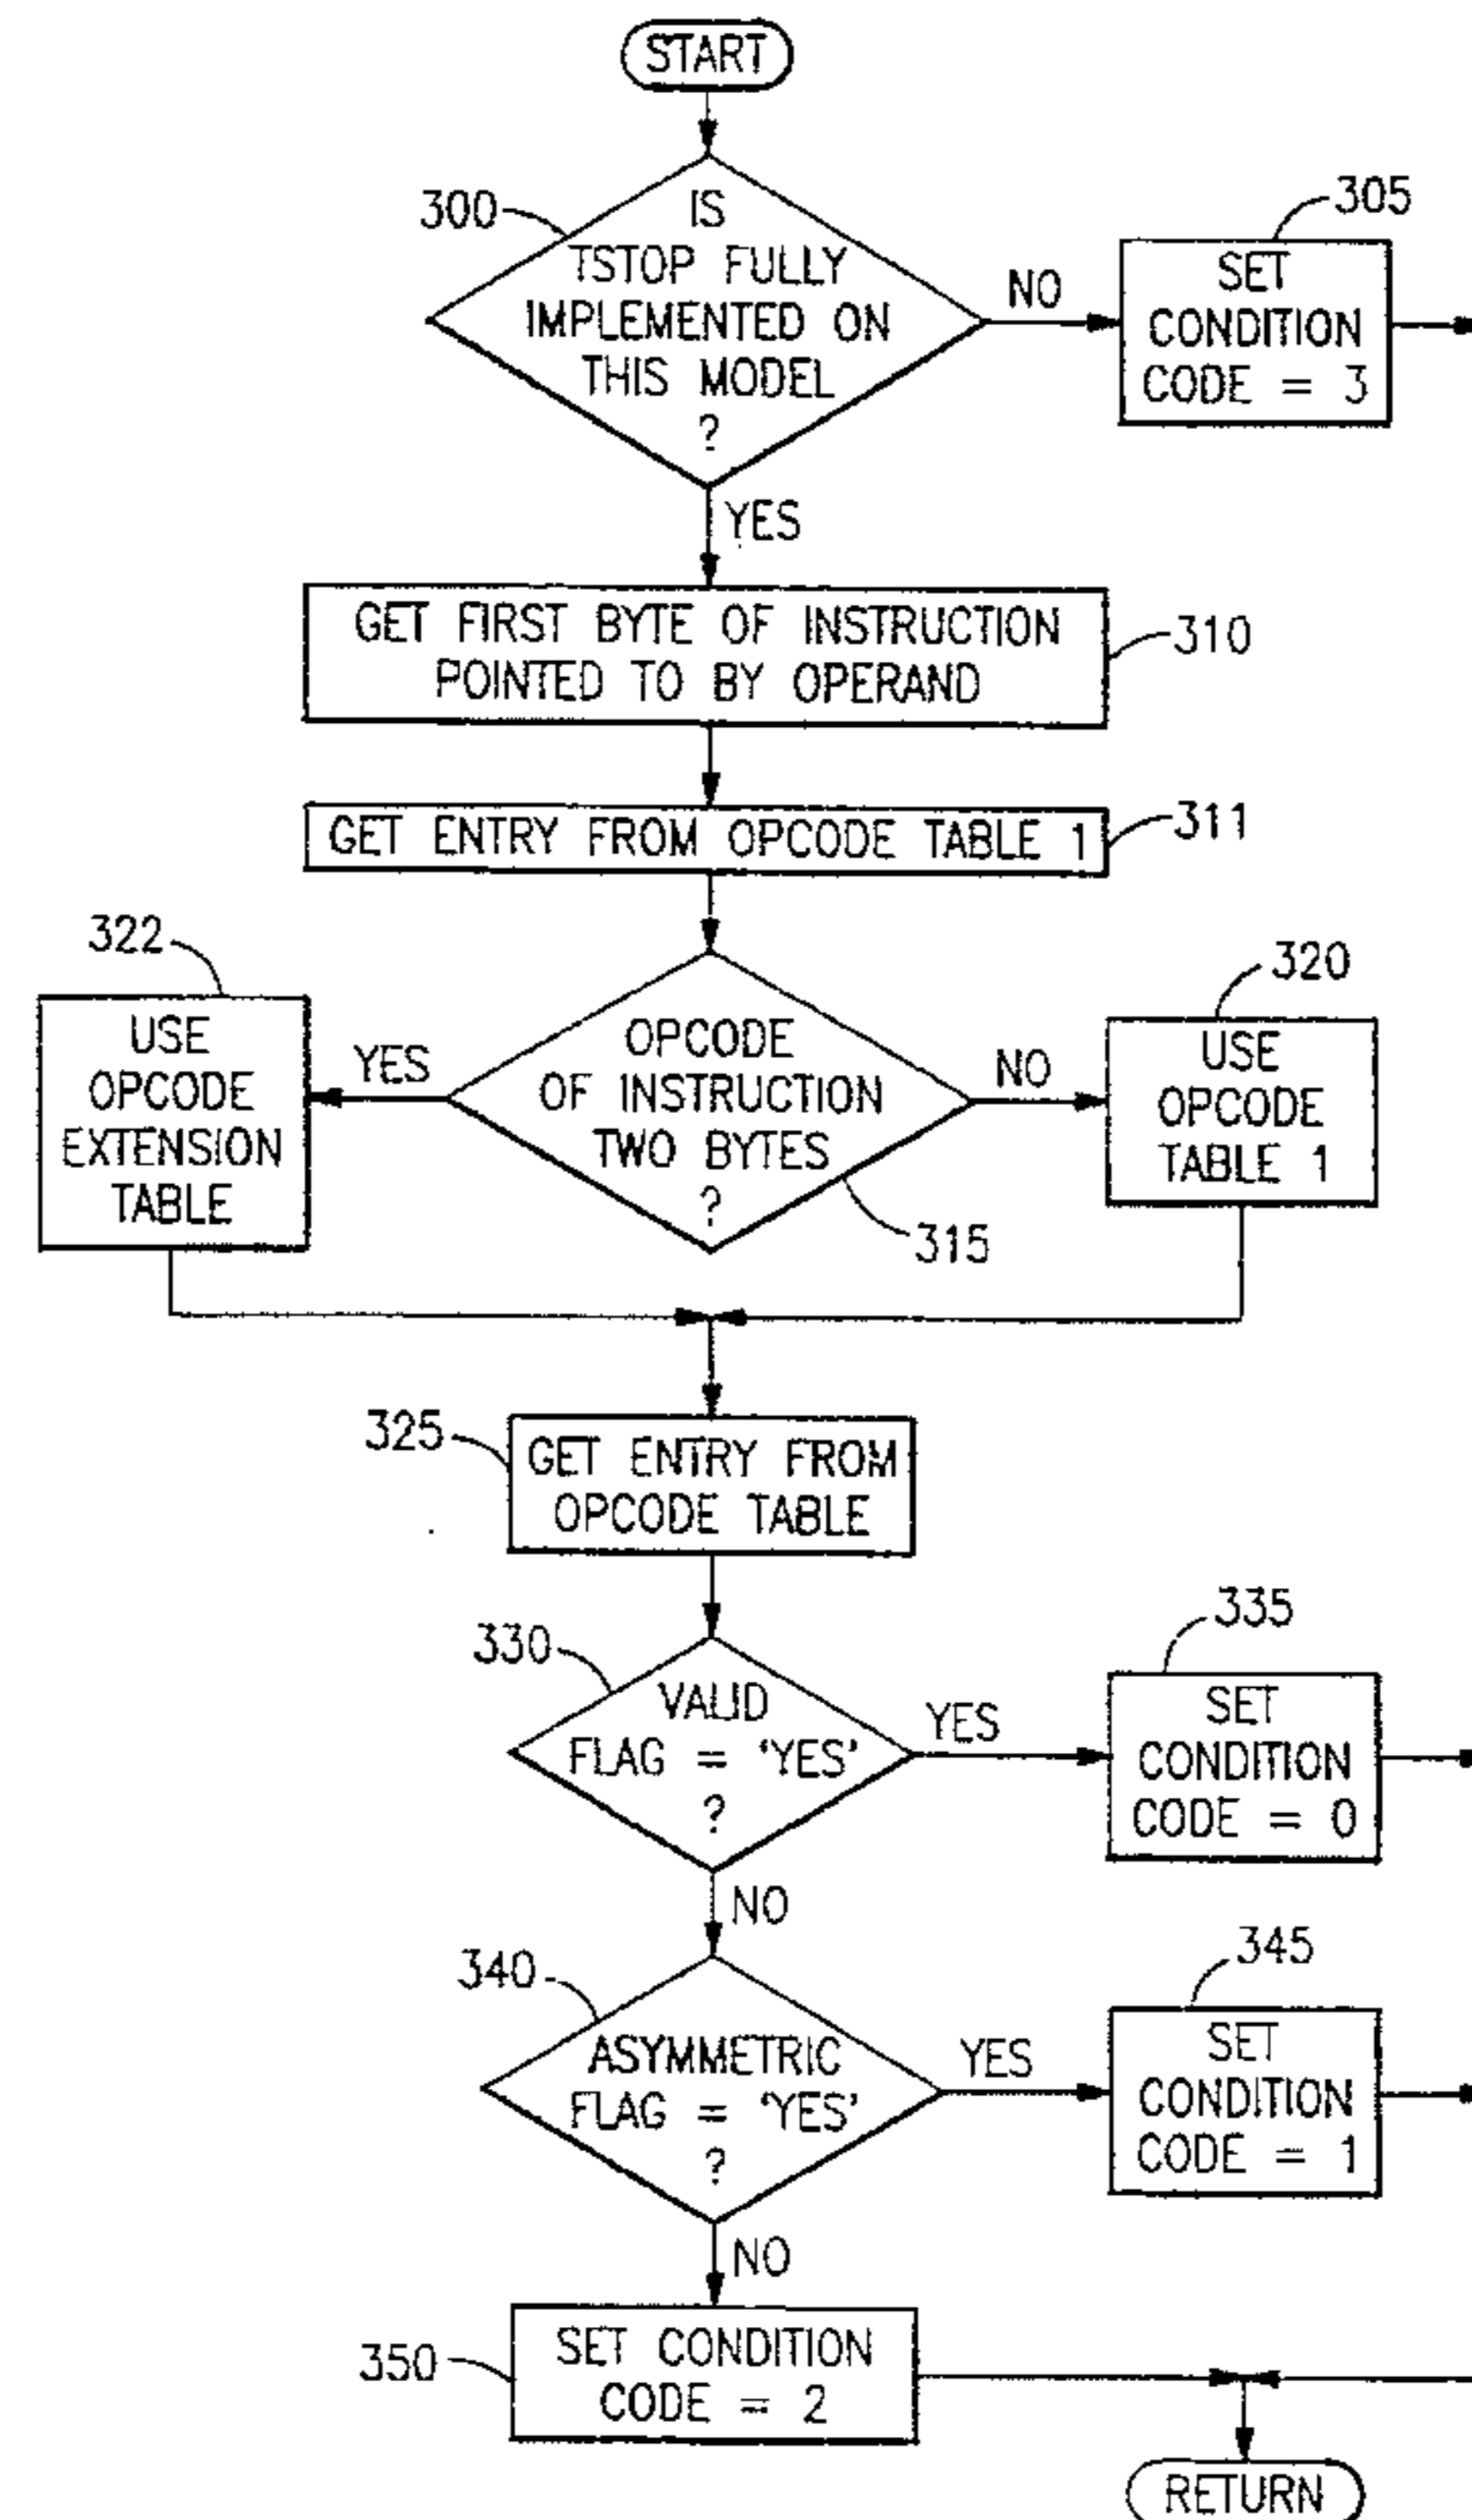 START
300
IS
TSTOP FULLY
IMPLEMENTED ON
THIS MODEL
?
NO
305
SET
CONDITION
CODE = 3
YES
GET FIRST BYTE OF INSTRUCTION
POINTED TO BY OPERAND
310
GET ENTRY FROM OPCODE TABLE 1
311
322
USE
OPCODE
EXTENSION
TABLE
YES
OPCODE
OF INSTRUCTION
TWO BYTES
?
315
NO
320
USE
OPCODE
TABLE 1
325
GET ENTRY FROM
OPCODE TABLE
330
VALID
FLAG = 'YES'
?
YES
335
SET
CONDITION
CODE = 0
NO
340
ASYMMETRIC
FLAG = 'YES'
?
YES
345
SET
CONDITION
CODE = 1
NO
350
SET CONDITION
CODE = 2
RETURN